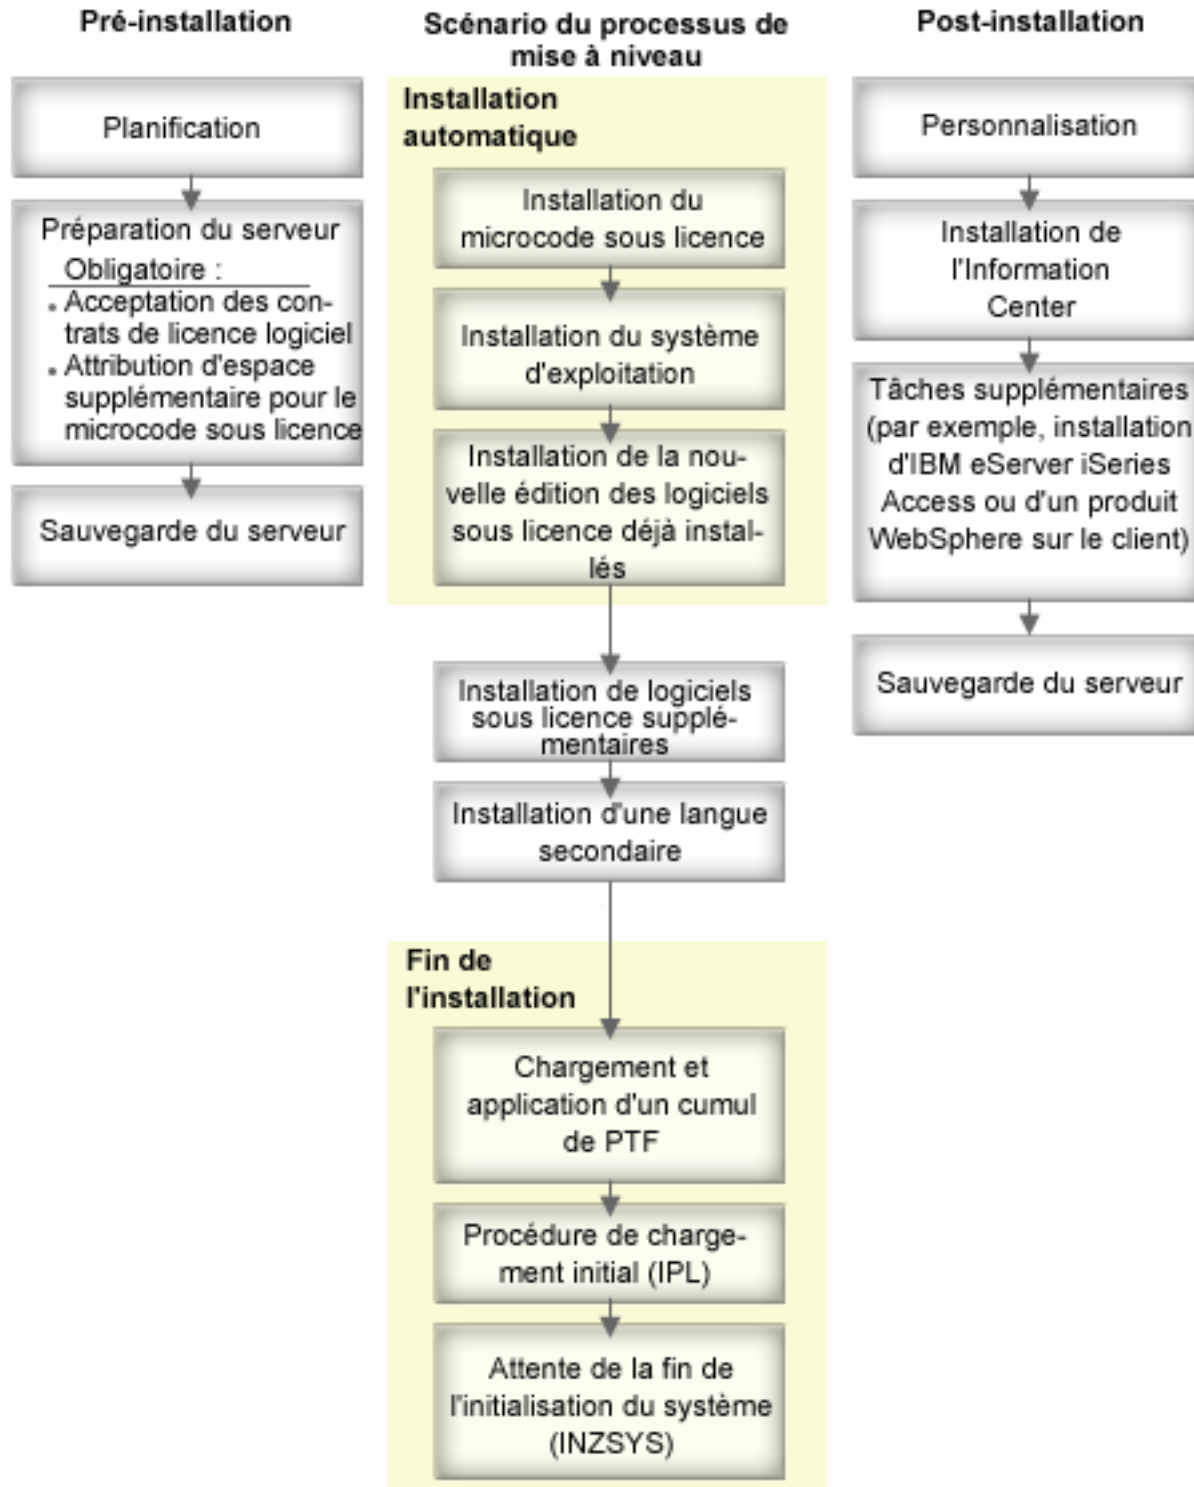 Pré-installation
Planification
Préparation du serveur
Obligatoire :
• Acceptation des con-
trats de licence logiciel
• Attribution d'espace
supplémentaire pour le
microcode sous licence
Sauvegarde du serveur
Scénario du processus de
mise à niveau
Installation
automatique
Installation du
microcode sous licence
Installation du système
d'exploitation
Installation de la nou-
velle édition des logiciels
sous licence déjà instal-
lés
Installation de logiciels
sous licence supplé-
mentaires
Installation d'une langue
secondaire
Fin de
l'installation
Chargement et
application d'un cumul
de PTF
Procédure de charge-
ment initial (IPL)
Attente de la fin de
l'initialisation du système
(INZSYS)
Post-installation
Personnalisation
Installation de
l'Information
Center
Tâches supplémentaires
(par exemple, installation
d'IBM eServer iSeries
Access ou d'un produit
WebSphere sur le client)
Sauvegarde du serveur